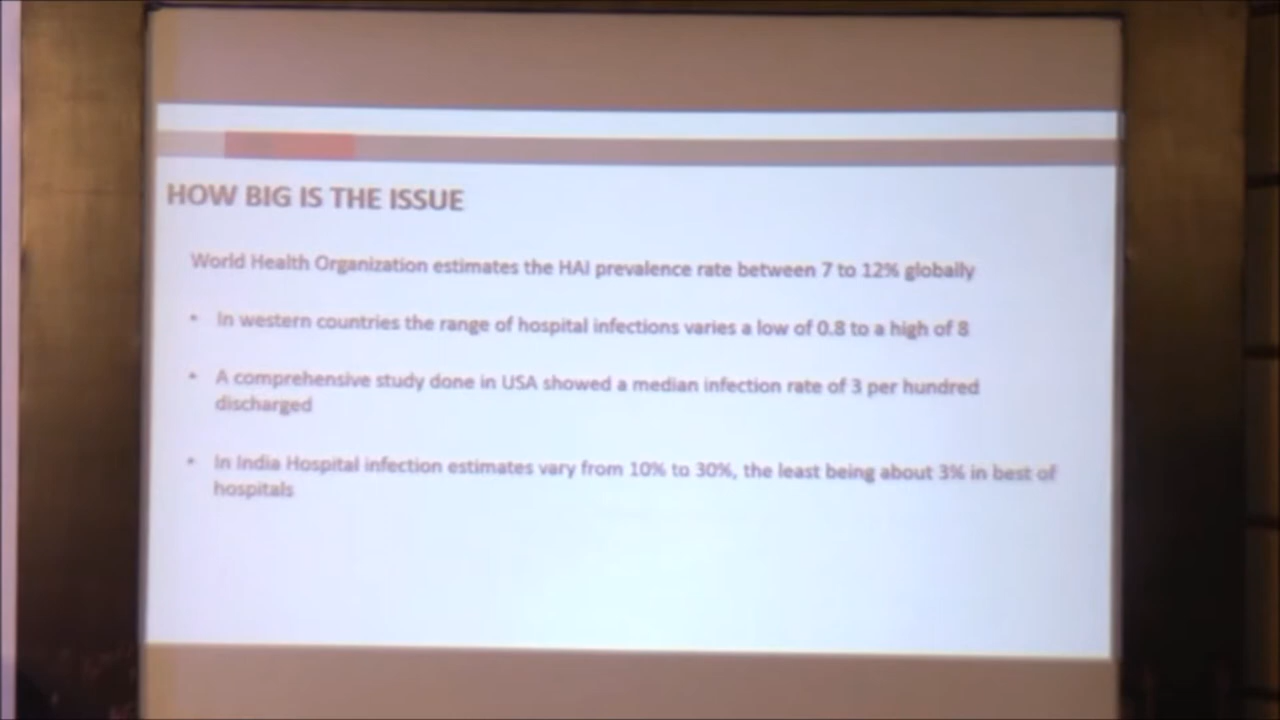 HOW BIG IS THE ISSUE
World Health Organization estimates the HAI prevalence rate between 7 to 12% globally
• In western countries the range of hospital infections varies a low of 0.8 to a high of 8
• A comprehensive study done in USA showed a median infection rate of 3 per hundred
discharged
• In India Hospital infection estimates vary from 10% to 30%, the least being about 3% in best of
hospitals